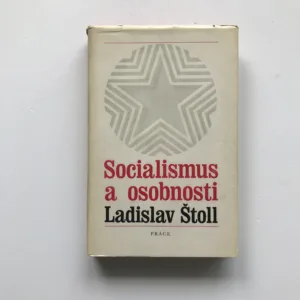 Socialismus
a osobnosti
Ladislav Štoll
PRÁCE